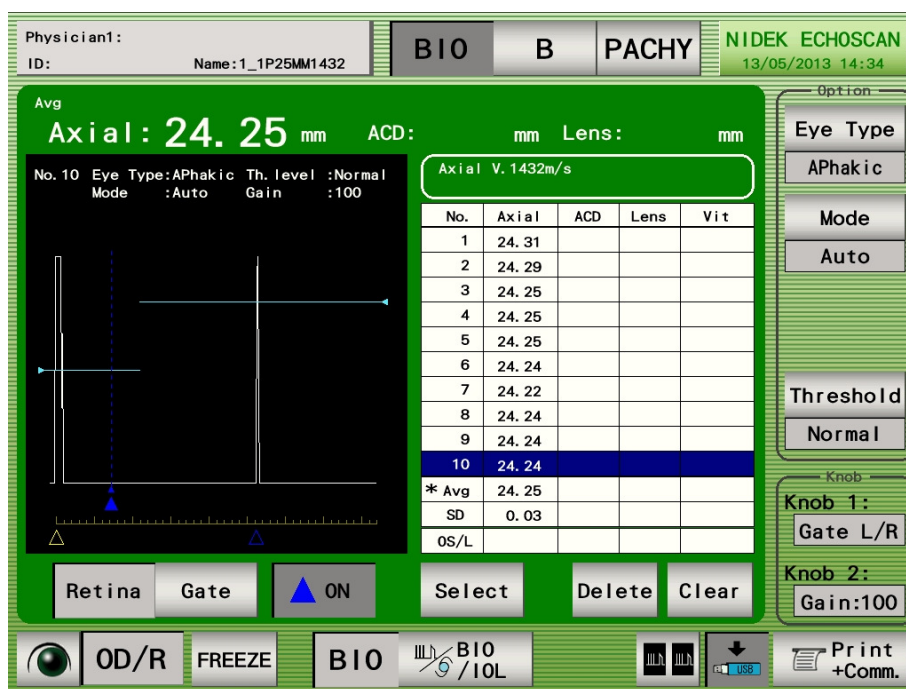 Physician1:
ID: Name:1_1P25MM1432
BIO B PACHY
NIDEK ECHOSCAN
13/05/2013 14:34
Avg
Axial: 24.25 mm ACD: mm Lens: mm
No.10 Eye Type:APhakic Th.level :Normal
Mode :Auto Gain :100
Axial V.1432m/s
No. Axial ACD Lens Vit
1 24.31
2 24.29
3 24.25
4 24.25
5 24.25
6 24.24
7 24.22
8 24.24
9 24.24
10 24.24
* Avg 24.25
SD 0.03
OS/L
Retina Gate ON Select Delete Clear
Option
Eye Type
APhakic
Mode
Auto
Threshold
Normal
Knob
Knob 1:
Gate L/R
Knob 2:
Gain:100
OD/R FREEZE BIO BIO
/IOL
USB
Print
+Comm.